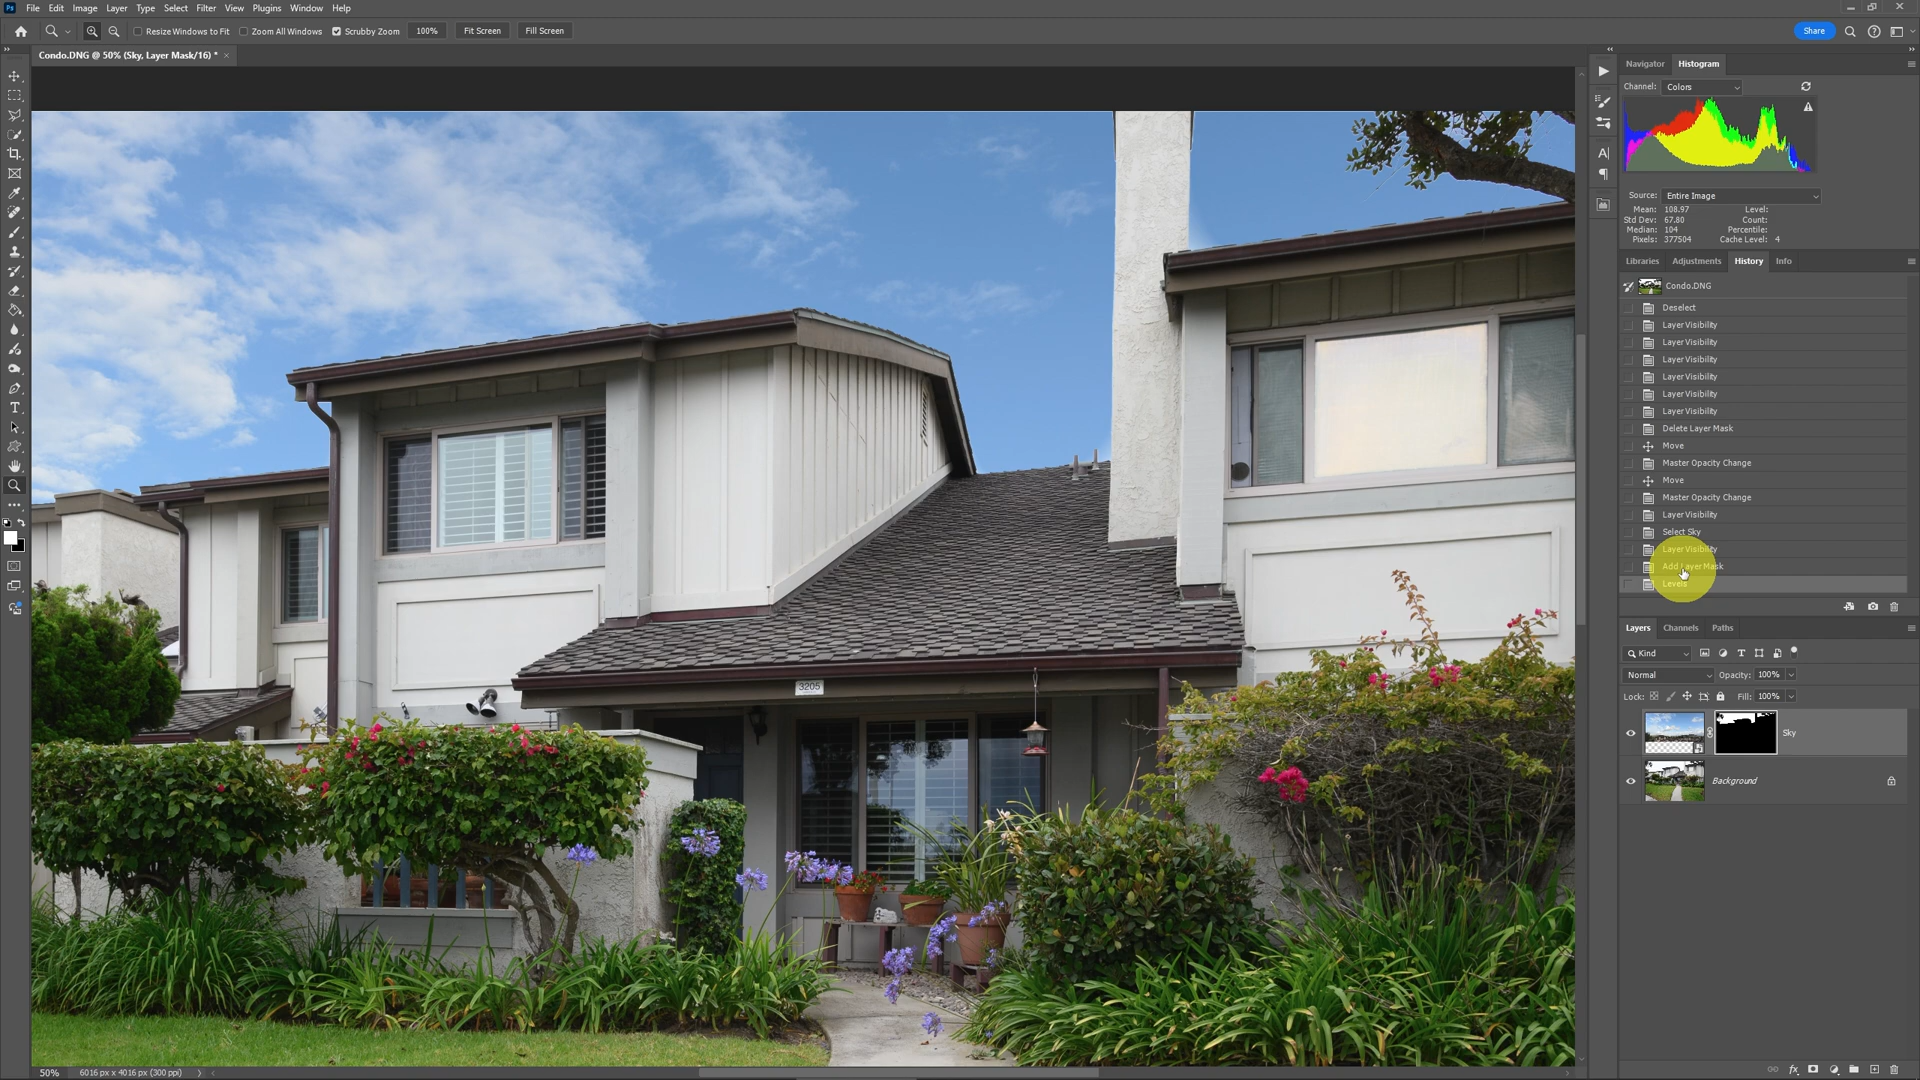 Ps File Edit Image Layer Type Select Filter View Plugins Window Help
Resize Windows to Fit Zoom All Windows Scrubby Zoom 100% Fit Screen Fill Screen Share
Condo.DNG @ 50% (Sky, Layer Mask/16) * ×
Navigator Histogram
Channel: Colors
Source: Entire Image
Mean: 108.97 Level:
Std Dev: 67.80 Count:
Median: 104 Percentile:
Pixels: 377504 Cache Level: 4
Libraries Adjustments History Info
Condo.DNG
Deselect
Layer Visibility
Layer Visibility
Layer Visibility
Layer Visibility
Layer Visibility
Layer Visibility
Delete Layer Mask
Move
Master Opacity Change
Move
Master Opacity Change
Layer Visibility
Select Sky
Layer Visibility
Add Layer Mask
Levels
Layers Channels Paths
Kind
Normal Opacity: 100%
Lock: Fill: 100%
Sky
Background
3205
50% 6016 px x 4016 px (300 ppi)